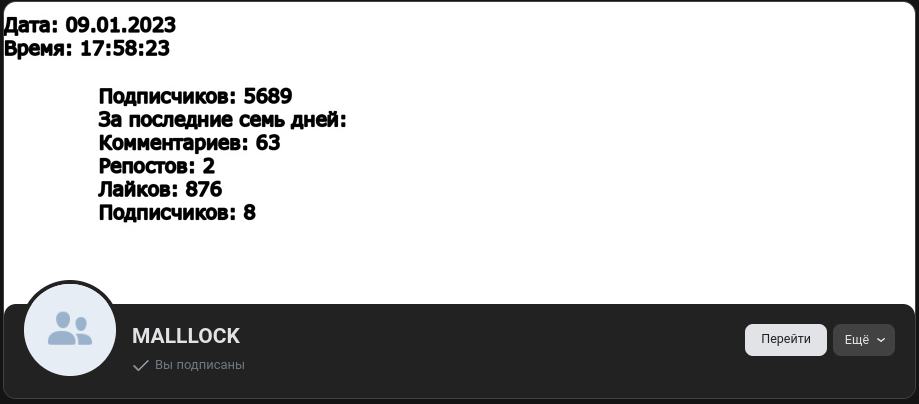 Дата: 09.01.2023
Время: 17:58:23
Подписчиков: 5689
За последние семь дней:
Комментариев: 63
Репостов: 2
Лайков: 876
Подписчиков: 8
MALLLOCK
Вы подписаны
Перейти
Ещё